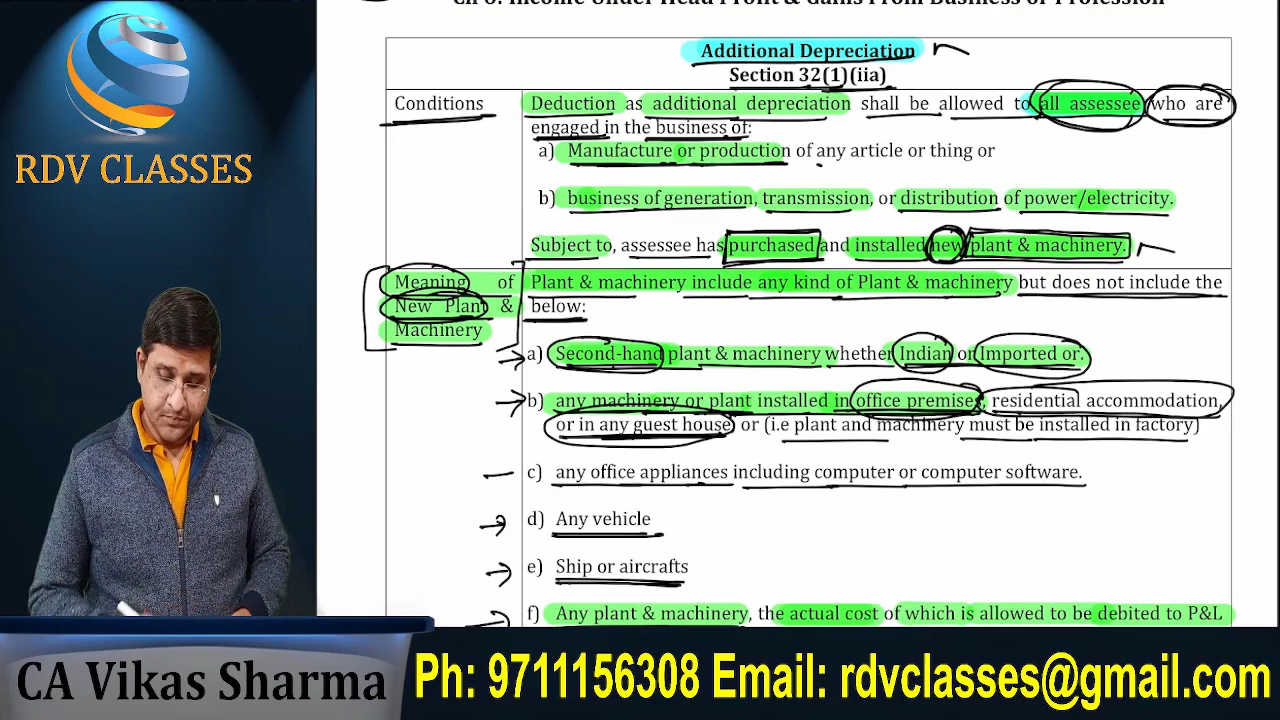 Ch 6: Income Under Head Profit & Gains From Business or Profession
Additional Depreciation
Section 32(1)(iia)
Conditions
Deduction as additional depreciation shall be allowed to all assessee who are
engaged in the business of:
a) Manufacture or production of any article or thing or
b) business of generation, transmission, or distribution of power/electricity.
Subject to, assessee has purchased and installed new plant & machinery.
Meaning of
New Plant &
Machinery
Plant & machinery include any kind of Plant & machinery but does not include the
below:
a) Second-hand plant & machinery whether Indian or Imported or.
b) any machinery or plant installed in office premises, residential accommodation,
or in any guest house or (i.e plant and machinery must be installed in factory)
c) any office appliances including computer or computer software.
d) Any vehicle
e) Ship or aircrafts
f) Any plant & machinery, the actual cost of which is allowed to be debited to P&L
RDV CLASSES
CA Vikas Sharma
Ph: 9711156308 Email: rdvclasses@gmail.com